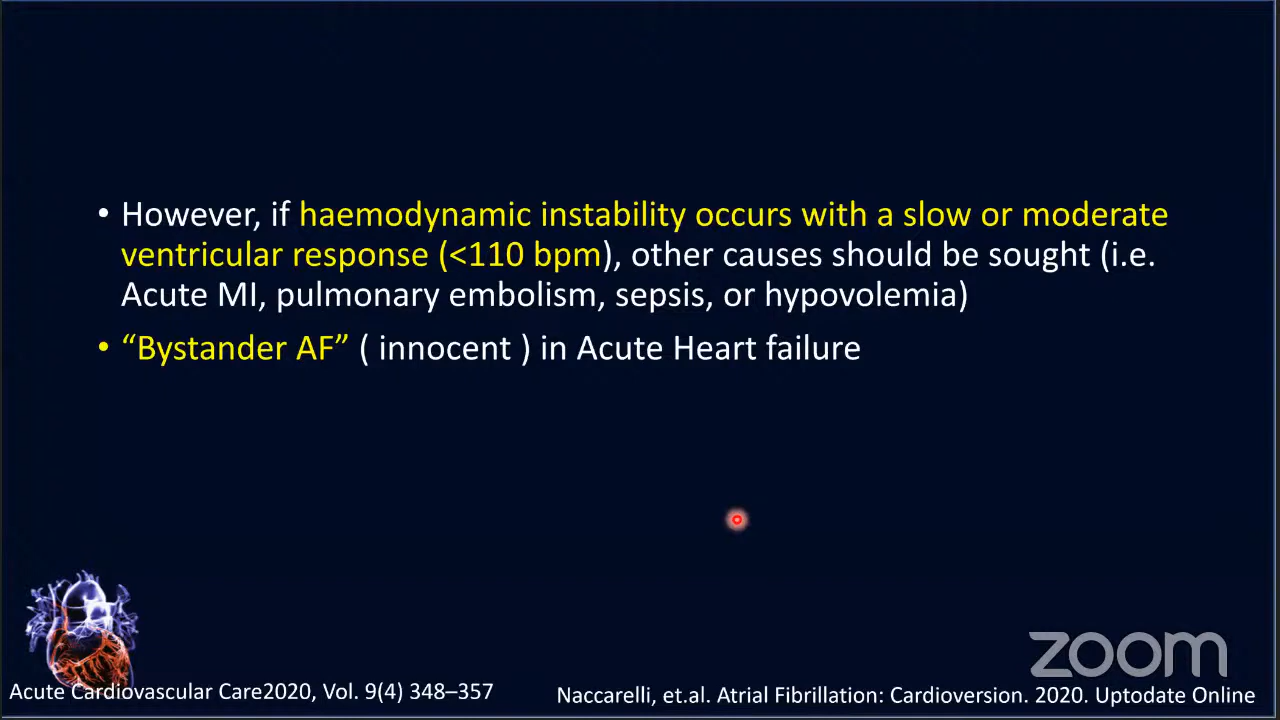 • However, if haemodynamic instability occurs with a slow or moderate
ventricular response (<110 bpm), other causes should be sought (i.e.
Acute MI, pulmonary embolism, sepsis, or hypovolemia)
• “Bystander AF” ( innocent ) in Acute Heart failure
zoom
Acute Cardiovascular Care2020, Vol. 9(4) 348–357
Naccarelli, et.al. Atrial Fibrillation: Cardioversion. 2020. Uptodate Online